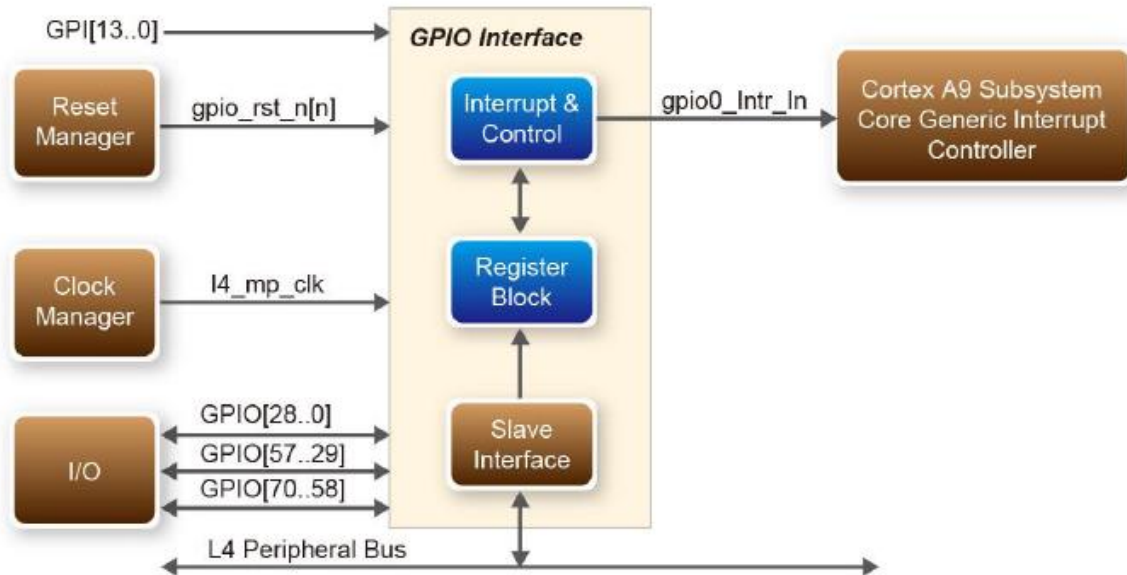 GPI[13..0]
GPIO Interface
Reset
Manager
gpio_rst_n[n]
Interrupt &
Control
gpio0_Intr_In
Cortex A9 Subsystem
Core Generic Interrupt
Controller
Clock
Manager
l4_mp_clk
Register
Block
I/O
GPIO[28..0]
GPIO[57..29]
GPIO[70..58]
Slave
Interface
L4 Peripheral Bus